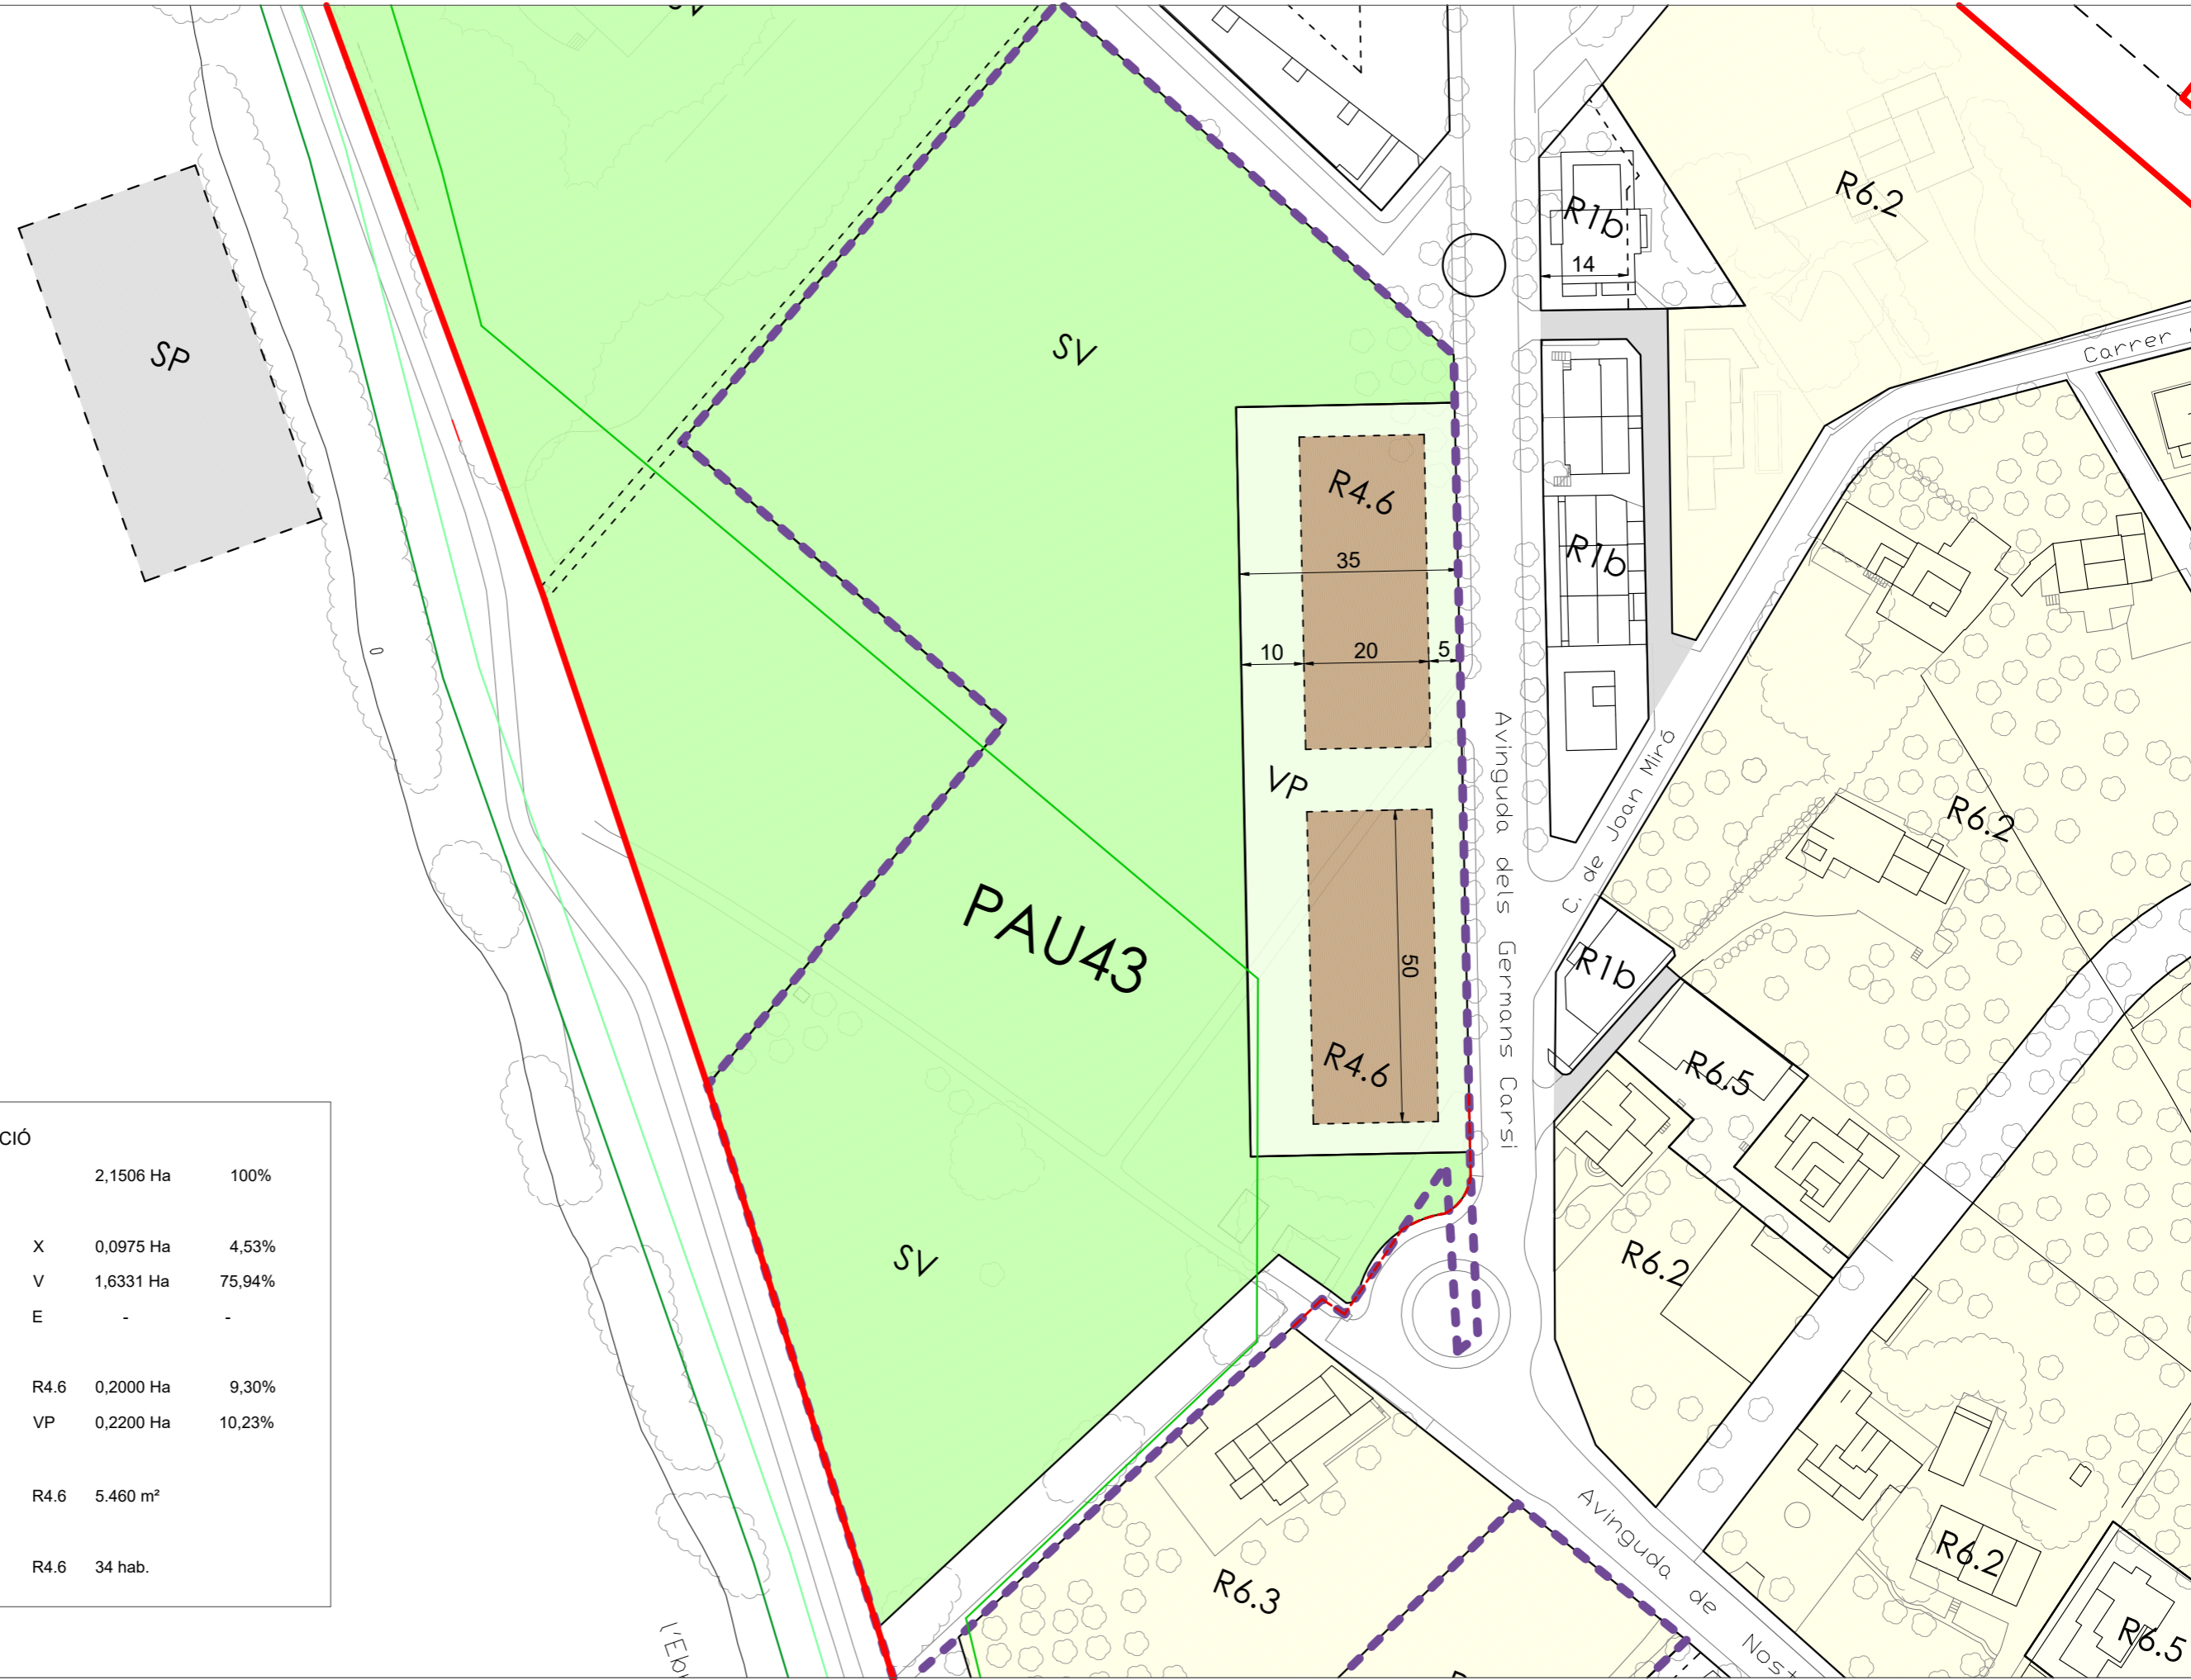 SV
R6.2
R1b
14
SP
SV
Carrer
R4.6
35
R1b
10
20
5
VP
Avinguda dels Germans Carsi
C. de Joan Miró
R6.2
PAU43
50
R1b
R4.6
R6.5
CIÓ
2,1506 Ha 100%
X 0,0975 Ha 4,53%
V 1,6331 Ha 75,94%
E - -
R4.6 0,2000 Ha 9,30%
VP 0,2200 Ha 10,23%
R4.6 5.460 m²
R4.6 34 hab.
SV
R6.2
R6.3
Avinguda de Nost
R6.2
R6.5